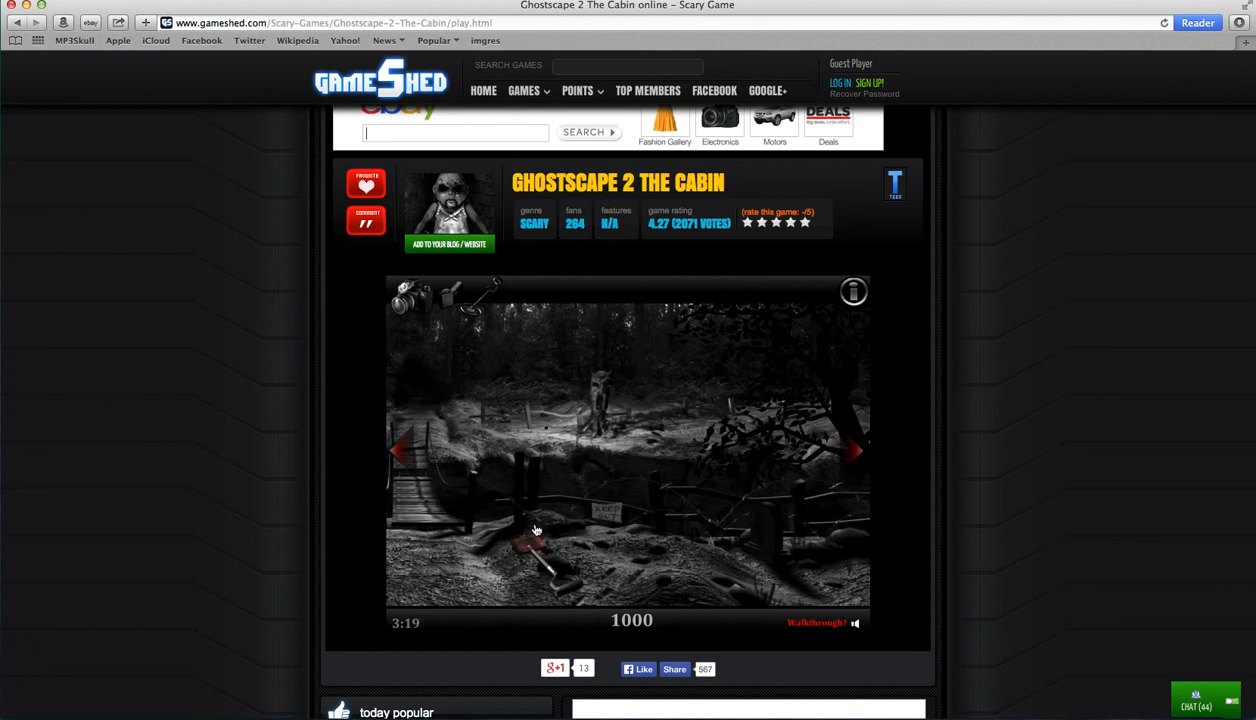 Ghostscape 2 The Cabin online – Scary Game
ebay
www.gameshed.com/Scary-Games/Ghostscape-2-The-Cabin/play.html
Reader
MP3Skull Apple iCloud Facebook Twitter Wikipedia Yahoo! News Popular imgres
GAMESHED
SEARCH GAMES
Guest Player
LOG IN SIGN UP!
Recover Password
HOME GAMES POINTS TOP MEMBERS FACEBOOK GOOGLE+
ebay
SEARCH
DEALS
Fashion Gallery Electronics Motors Deals
FAVORITE
COMMENT
ADD TO YOUR BLOG / WEBSITE
GHOSTSCAPE 2 THE CABIN
genre fans features game rating (rate this game: -/5)
SCARY 264 N/A 4.27 (2071 VOTES)
T
TEEN
KEEP
OUT
3:19 1000 Walkthrough?
g+1 13 Like Share 567
today popular
CHAT (44)